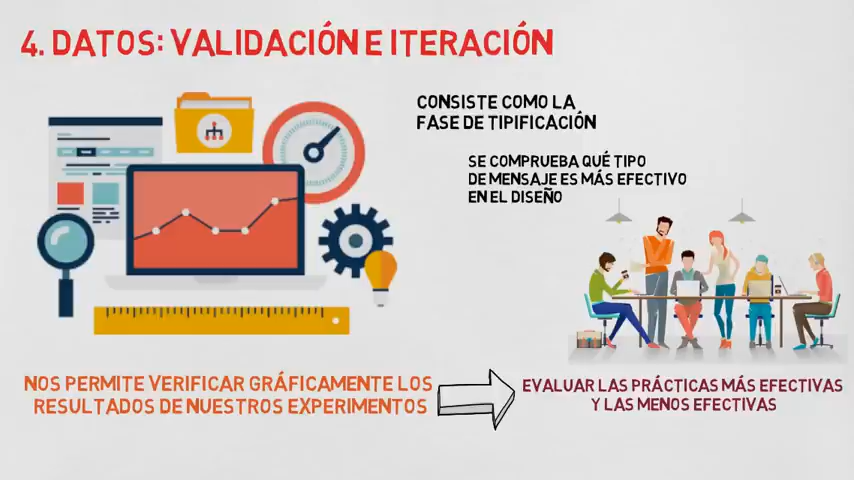 4. DATOS: VALIDACIÓN E ITERACIÓN
CONSISTE COMO LA
FASE DE TIPIFICACIÓN
SE COMPRUEBA QUÉ TIPO
DE MENSAJE ES MÁS EFECTIVO
EN EL DISEÑO
NOS PERMITE VERIFICAR GRÁFICAMENTE LOS
RESULTADOS DE NUESTROS EXPERIMENTOS
EVALUAR LAS PRÁCTICAS MÁS EFECTIVAS
Y LAS MENOS EFECTIVAS